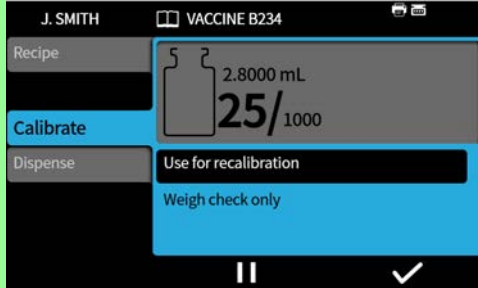 J. SMITH
VACCINE B234
Recipe
Calibrate
Dispense
2.8000 mL
25/1000
Use for recalibration
Weigh check only